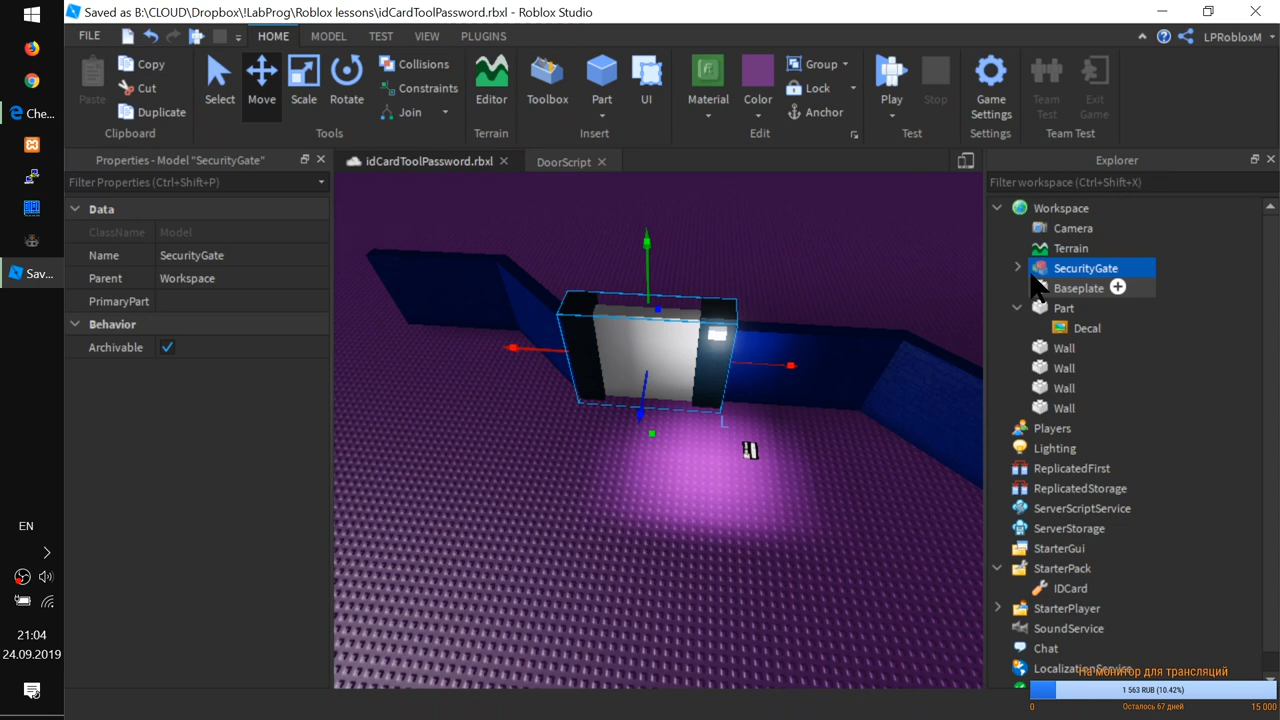 Saved as B:\CLOUD\Dropbox\!LabProg\Roblox lessons\idCardToolPassword.rbxl - Roblox Studio
FILE HOME MODEL TEST VIEW PLUGINS LPRobloxM
Paste Copy Cut Duplicate Clipboard
Select Move Scale Rotate Collisions Constraints Join Tools
Editor Terrain
Toolbox Part UI Insert
Material Color Group Lock Anchor Edit
Play Stop Test
Game Settings Settings
Team Test Exit Game Team Test
Properties - Model "SecurityGate"
Filter Properties (Ctrl+Shift+P)
Data
ClassName Model
Name SecurityGate
Parent Workspace
PrimaryPart
Behavior
Archivable
idCardToolPassword.rbxl DoorScript
Explorer
Filter workspace (Ctrl+Shift+X)
Workspace
Camera
Terrain
SecurityGate
Baseplate
Part
Decal
Wall
Wall
Wall
Wall
Players
Lighting
ReplicatedFirst
ReplicatedStorage
ServerScriptService
ServerStorage
StarterGui
StarterPack
IDCard
StarterPlayer
SoundService
Chat
LocalizationService
На монитор для трансляций
1 563 RUB (10.42%)
0 Осталось 67 дней 15 000
Che...
Sav...
EN
21:04
24.09.2019